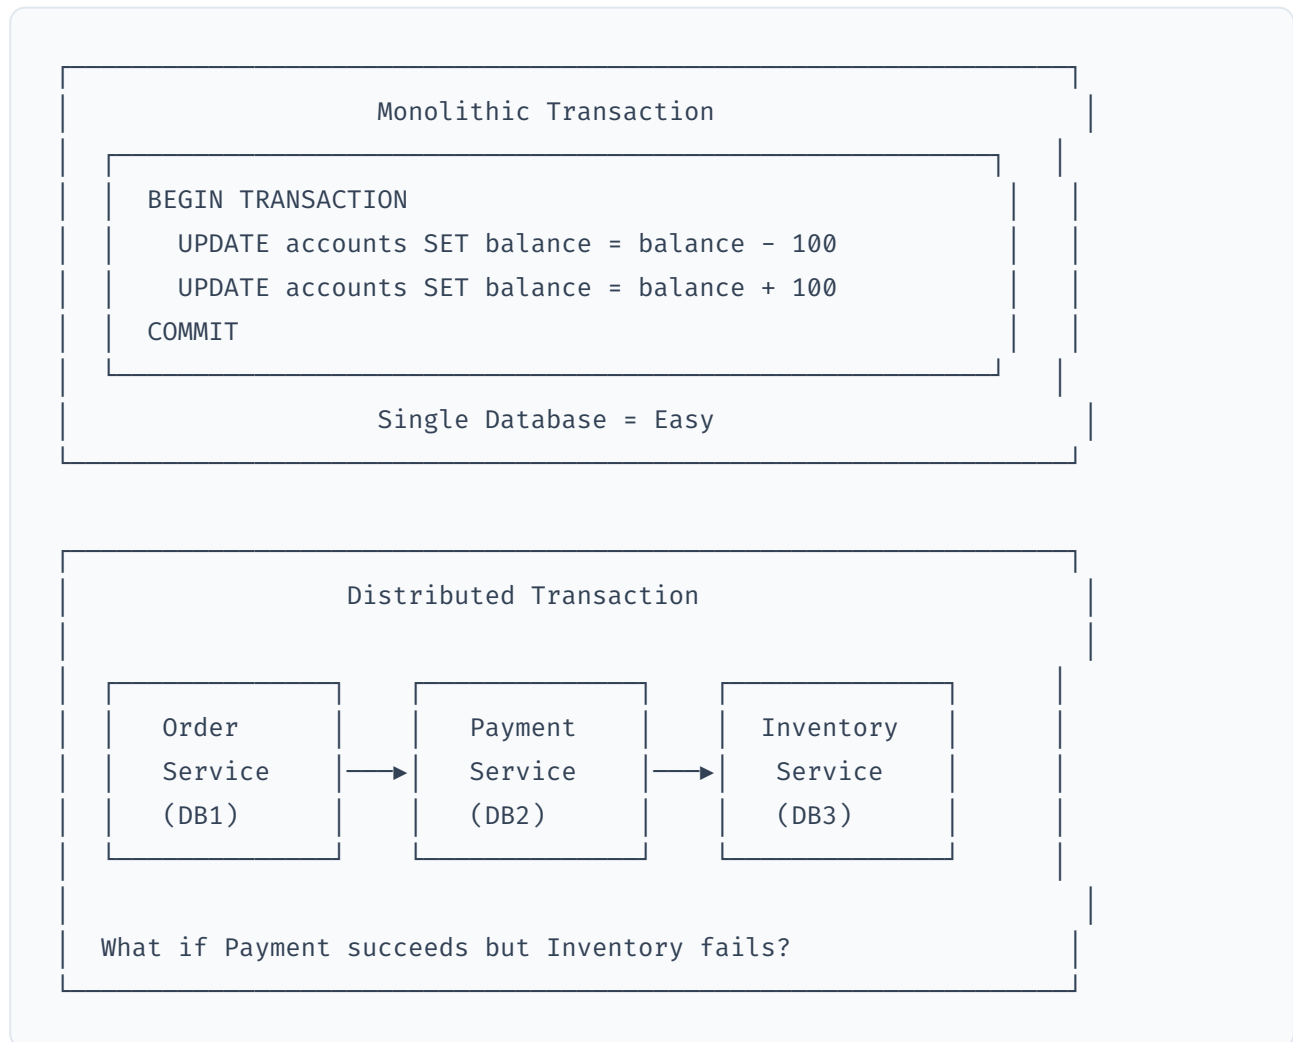 Monolithic Transaction
BEGIN TRANSACTION
UPDATE accounts SET balance = balance - 100
UPDATE accounts SET balance = balance + 100
COMMIT
Single Database = Easy
Distributed Transaction
Order Payment Inventory
Service Service Service
(DB1) (DB2) (DB3)
What if Payment succeeds but Inventory fails?